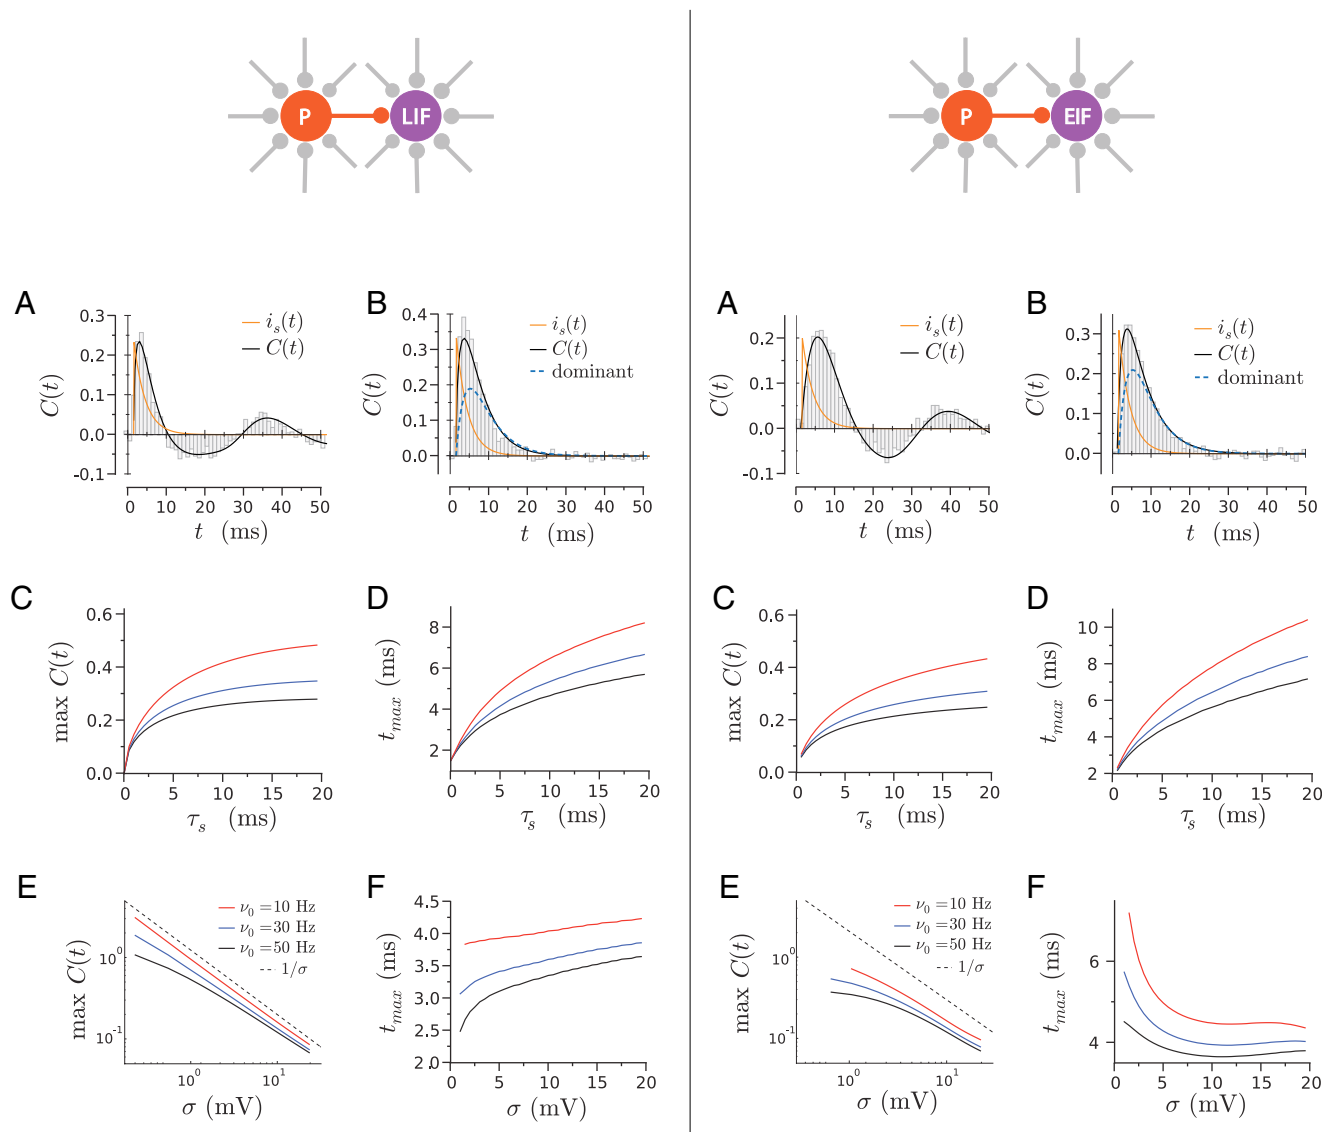 P LIF
P EIF
A
0.3
0.2
0.1
0.0
-0.1
C(t)
i_s(t)
C(t)
0 10 20 30 40 50
t (ms)
B
0.4
0.3
0.2
0.1
0.0
C(t)
i_s(t)
C(t)
dominant
0 10 20 30 40 50
t (ms)
A
0.2
0.1
0.0
-0.1
C(t)
i_s(t)
C(t)
0 10 20 30 40 50
t (ms)
B
0.3
0.2
0.1
0.0
C(t)
i_s(t)
C(t)
dominant
0 10 20 30 40 50
t (ms)
C
0.6
0.4
0.2
0.0
max C(t)
0 5 10 15 20
τ_s (ms)
D
8
6
4
2
t_max (ms)
0 5 10 15 20
τ_s (ms)
C
0.6
0.4
0.2
0.0
max C(t)
0 5 10 15 20
τ_s (ms)
D
10
8
6
4
2
t_max (ms)
0 5 10 15 20
τ_s (ms)
E
10^0
10^-1
max C(t)
ν_0 = 10 Hz
ν_0 = 30 Hz
ν_0 = 50 Hz
1/σ
10^0 10^1
σ (mV)
F
4.5
4.0
3.5
3.0
2.5
2.0
t_max (ms)
0 5 10 15 20
σ (mV)
E
10^0
10^-1
max C(t)
ν_0 = 10 Hz
ν_0 = 30 Hz
ν_0 = 50 Hz
1/σ
10^0 10^1
σ (mV)
F
6
4
t_max (ms)
0 5 10 15 20
σ (mV)